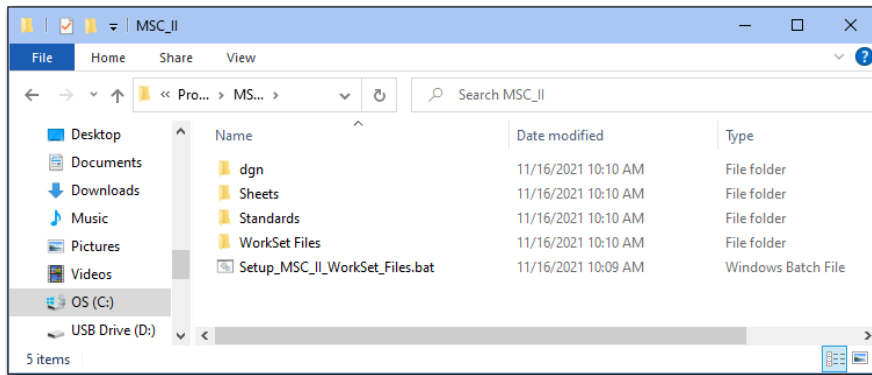 MSC_II
File Home Share View
« Pro... › MS... › Search MSC_II
Desktop
Documents
Downloads
Music
Pictures
Videos
OS (C:)
USB Drive (D:)
Name Date modified Type
dgn 11/16/2021 10:10 AM File folder
Sheets 11/16/2021 10:10 AM File folder
Standards 11/16/2021 10:10 AM File folder
WorkSet Files 11/16/2021 10:10 AM File folder
Setup_MSC_II_WorkSet_Files.bat 11/16/2021 10:09 AM Windows Batch File
5 items